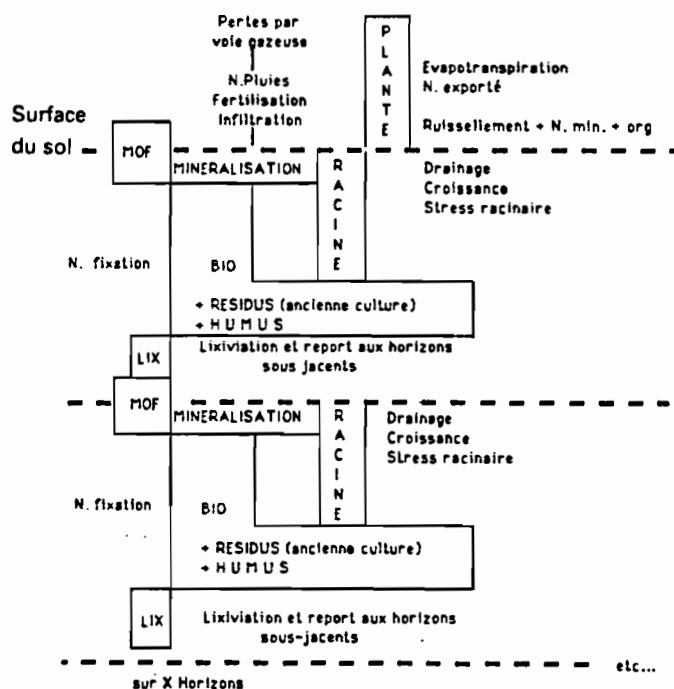 Pertes par
voie gazeuse
N.Pluies
Fertilisation
Infiltration
PLANTE
Evapotranspiration
N. exporté
Ruissellement + N. min. + org
Surface
du sol
MOF
MINERALISATION
RACINE
Drainage
Croissance
Stress racinaire
N. fixation
BIO
+ RESIDUS (ancienne culture)
+ HUMUS
LIX
Lixiviation et report aux horizons
sous jacents
MOF
MINERALISATION
RACINE
Drainage
Croissance
Stress racinaire
N. fixation
BIO
+ RESIDUS (ancienne culture)
+ HUMUS
LIX
Lixiviation et report aux horizons
sous-jacents
etc...
sur X Horizons